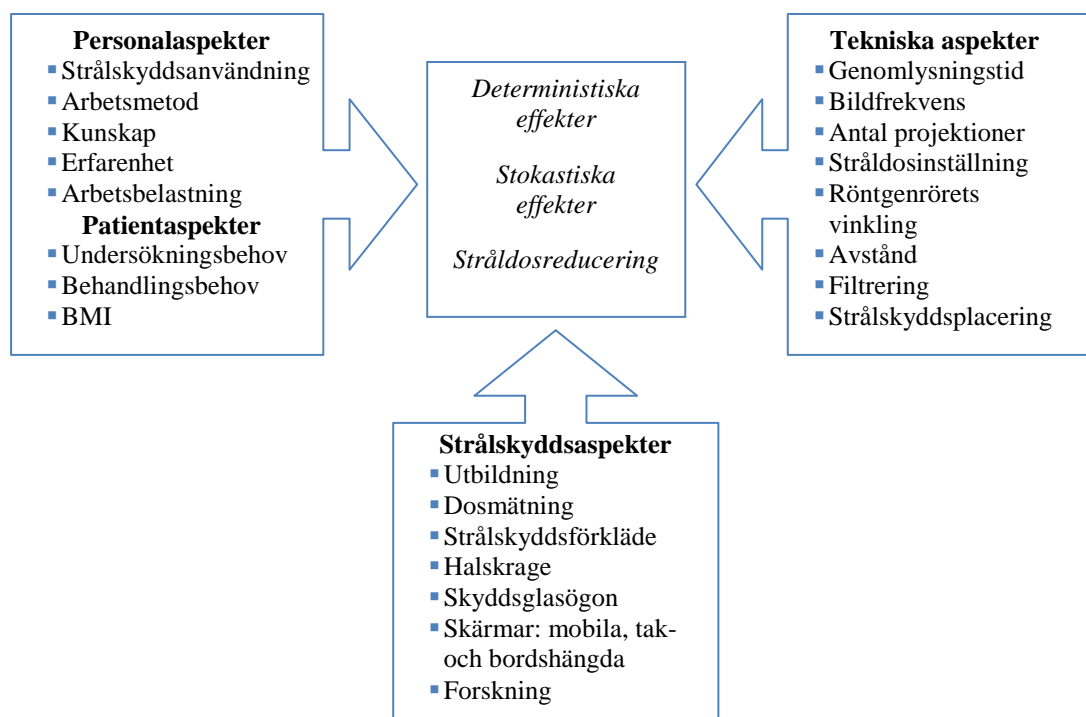 Personalaspekter
▪ Strålskyddsanvändning
▪ Arbetsmetod
▪ Kunskap
▪ Erfarenhet
▪ Arbetsbelastning
Patientaspekter
▪ Undersökningsbehov
▪ Behandlingsbehov
▪ BMI
Deterministiska
effekter
Stokastiska
effekter
Stråldosreducering
Tekniska aspekter
▪ Genomlysningstid
▪ Bildfrekvens
▪ Antal projektioner
▪ Stråldosinställning
▪ Röntgenrörets
vinkling
▪ Avstånd
▪ Filtrering
▪ Strålskyddsplacering
Strålskyddsaspekter
▪ Utbildning
▪ Dosmätning
▪ Strålskyddsförkläde
▪ Halskrage
▪ Skyddsglasögon
▪ Skärmar: mobila, tak-
och bordshängda
▪ Forskning